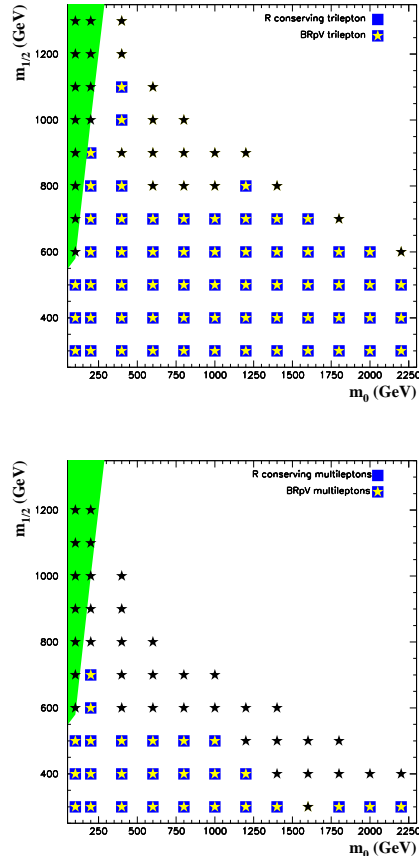 m1/2 (GeV)
R conserving trilepton
BRpV trilepton
1200
1000
800
600
400
250 500 750 1000 1250 1500 1750 2000 2250
m0 (GeV)
m1/2 (GeV)
R conserving multileptons
BRpV multileptons
1200
1000
800
600
400
250 500 750 1000 1250 1500 1750 2000 2250
m0 (GeV)